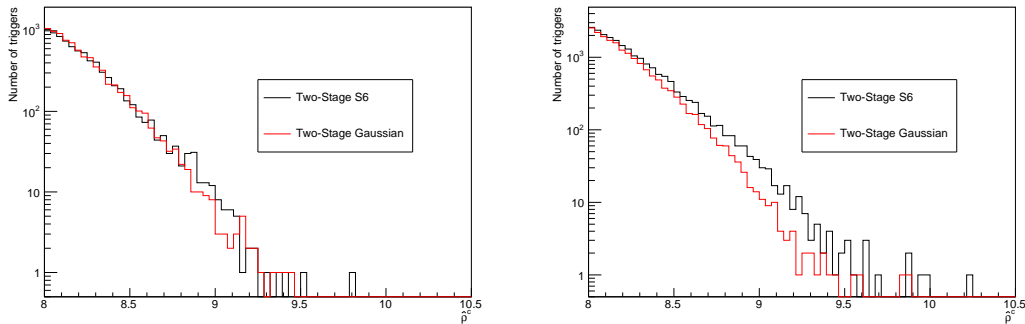 Number of triggers
10³
10²
10
1
Two-Stage S6
Two-Stage Gaussian
8 8.5 9 9.5 10 10.5
ρ̂ᶜ
Number of triggers
10³
10²
10
1
Two-Stage S6
Two-Stage Gaussian
8 8.5 9 9.5 10 10.5
ρ̂ᶜ